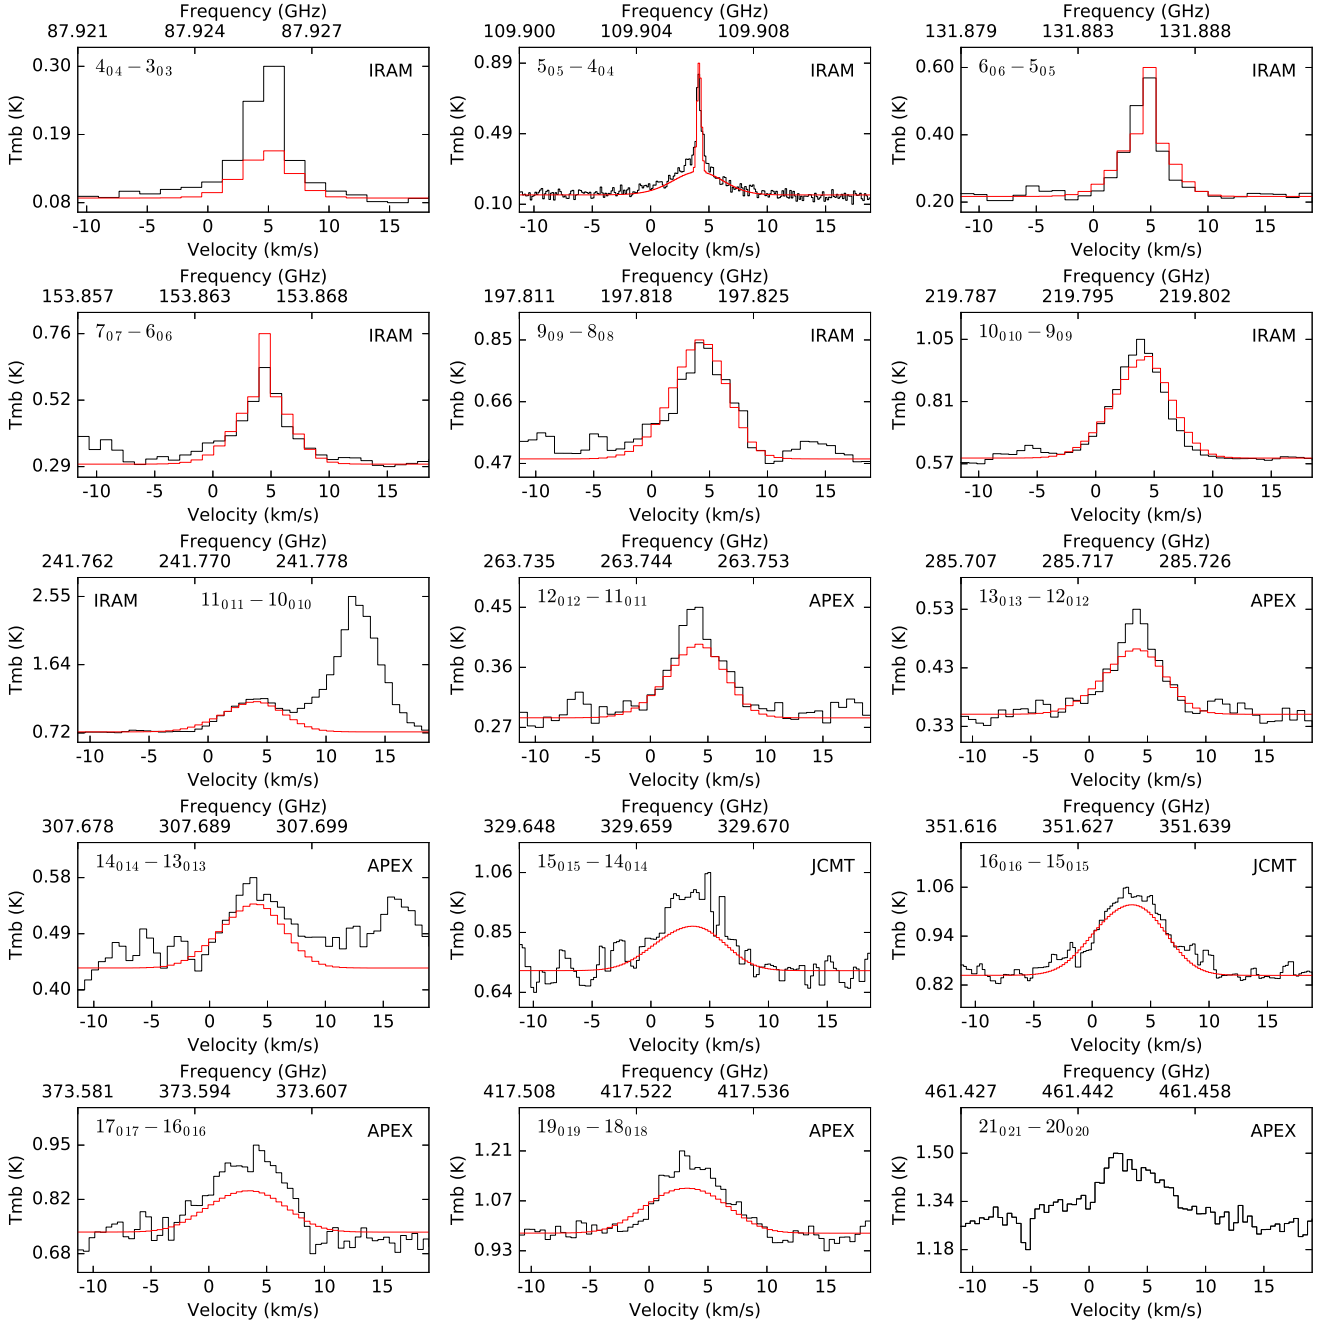 Frequency (GHz) Frequency (GHz) Frequency (GHz)
87.921 87.924 87.927 109.900 109.904 109.908 131.879 131.883 131.888
4₀₄ − 3₀₃ IRAM 5₀₅ − 4₀₄ IRAM 6₀₆ − 5₀₅ IRAM
Tmb (K) 0.30 0.19 0.08 Tmb (K) 0.89 0.49 0.10 Tmb (K) 0.60 0.40 0.20
-10 -5 0 5 10 15 -10 -5 0 5 10 15 -10 -5 0 5 10 15
Velocity (km/s) Velocity (km/s) Velocity (km/s)
Frequency (GHz) Frequency (GHz) Frequency (GHz)
153.857 153.863 153.868 197.811 197.818 197.825 219.787 219.795 219.802
7₀₇ − 6₀₆ IRAM 9₀₉ − 8₀₈ IRAM 10₀₁₀ − 9₀₉ IRAM
Tmb (K) 0.76 0.52 0.29 Tmb (K) 0.85 0.66 0.47 Tmb (K) 1.05 0.81 0.57
-10 -5 0 5 10 15 -10 -5 0 5 10 15 -10 -5 0 5 10 15
Velocity (km/s) Velocity (km/s) Velocity (km/s)
Frequency (GHz) Frequency (GHz) Frequency (GHz)
241.762 241.770 241.778 263.735 263.744 263.753 285.707 285.717 285.726
IRAM 11₀₁₁ − 10₀₁₀ 12₀₁₂ − 11₀₁₁ APEX 13₀₁₃ − 12₀₁₂ APEX
Tmb (K) 2.55 1.64 0.72 Tmb (K) 0.45 0.36 0.27 Tmb (K) 0.53 0.43 0.33
-10 -5 0 5 10 15 -10 -5 0 5 10 15 -10 -5 0 5 10 15
Velocity (km/s) Velocity (km/s) Velocity (km/s)
Frequency (GHz) Frequency (GHz) Frequency (GHz)
307.678 307.689 307.699 329.648 329.659 329.670 351.616 351.627 351.639
14₀₁₄ − 13₀₁₃ APEX 15₀₁₅ − 14₀₁₄ JCMT 16₀₁₆ − 15₀₁₅ JCMT
Tmb (K) 0.58 0.49 0.40 Tmb (K) 1.06 0.85 0.64 Tmb (K) 1.06 0.94 0.82
-10 -5 0 5 10 15 -10 -5 0 5 10 15 -10 -5 0 5 10 15
Velocity (km/s) Velocity (km/s) Velocity (km/s)
Frequency (GHz) Frequency (GHz) Frequency (GHz)
373.581 373.594 373.607 417.508 417.522 417.536 461.427 461.442 461.458
17₀₁₇ − 16₀₁₆ APEX 19₀₁₉ − 18₀₁₈ APEX 21₀₂₁ − 20₀₂₀ APEX
Tmb (K) 0.95 0.82 0.68 Tmb (K) 1.21 1.07 0.93 Tmb (K) 1.50 1.34 1.18
-10 -5 0 5 10 15 -10 -5 0 5 10 15 -10 -5 0 5 10 15
Velocity (km/s) Velocity (km/s) Velocity (km/s)